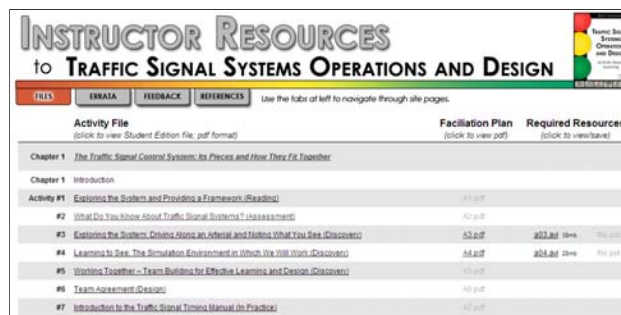 INSTRUCTOR RESOURCES
to TRAFFIC SIGNAL SYSTEMS OPERATIONS AND DESIGN
FILES ERRATA FEEDBACK REFERENCES Use the tabs at left to navigate through site pages.
Activity File Faciliation Plan Required Resources
(click to view Student Edition file; pdf format) (click to view pdf) (click to view/save)
Chapter 1 The Traffic Signal Control System: Its Pieces and How They Fit Together
Chapter 1 Introduction
Activity #1 Exploring the System and Providing a Framework (Reading) A1.pdf
#2 What Do You Know About Traffic Signal Systems? (Assessment) A2.pdf
#3 Exploring the System: Driving Along an Arterial and Noting What You See (Discovery) A3.pdf a03.avi
#4 Learning to See: The Simulation Environment in Which We Will Work (Discovery) A4.pdf a04.avi
#5 Working Together – Team Building for Effective Learning and Design (Discovery) A5.pdf
#6 Team Agreement (Design) A6.pdf
#7 Introduction to the Traffic Signal Timing Manual (In Practice) A7.pdf